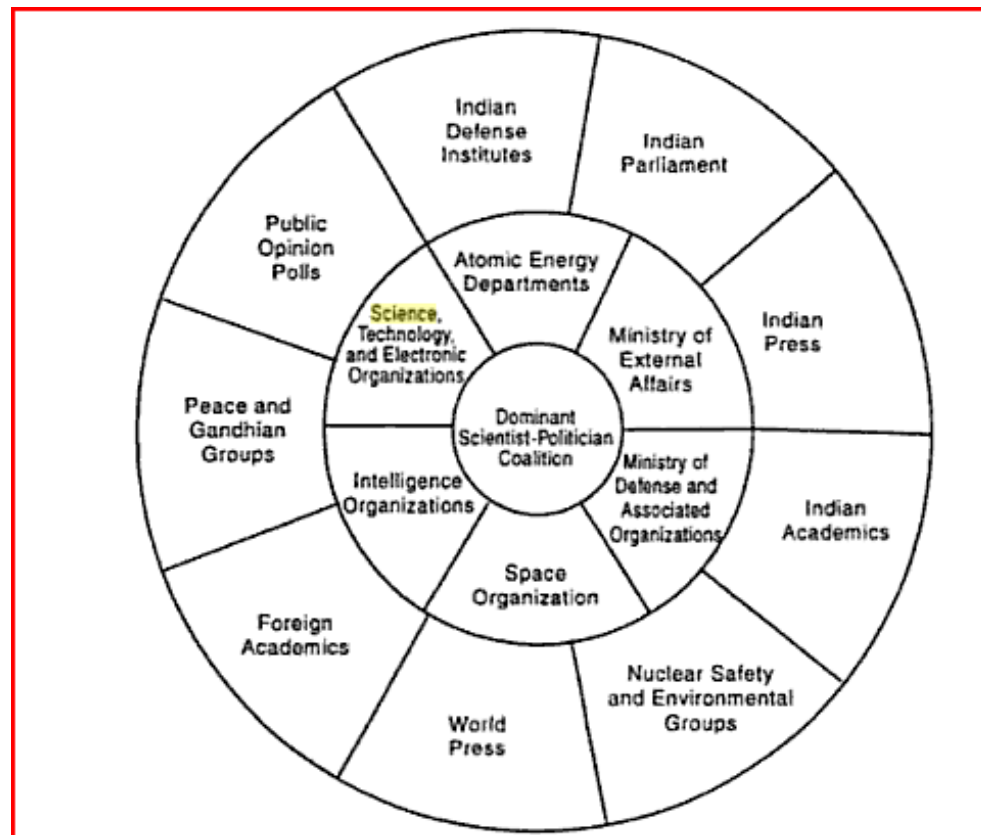 Indian
Defense
Institutes
Indian
Parliament
Public
Opinion
Polls
Atomic Energy
Departments
Science,
Technology,
and Electronic
Organizations
Ministry of
External
Affairs
Indian
Press
Peace and
Gandhian
Groups
Dominant
Scientist-Politician
Coalition
Intelligence
Organizations
Ministry of
Defense and
Associated
Organizations
Indian
Academics
Space
Organization
Foreign
Academics
Nuclear Safety
and Environmental
Groups
World
Press